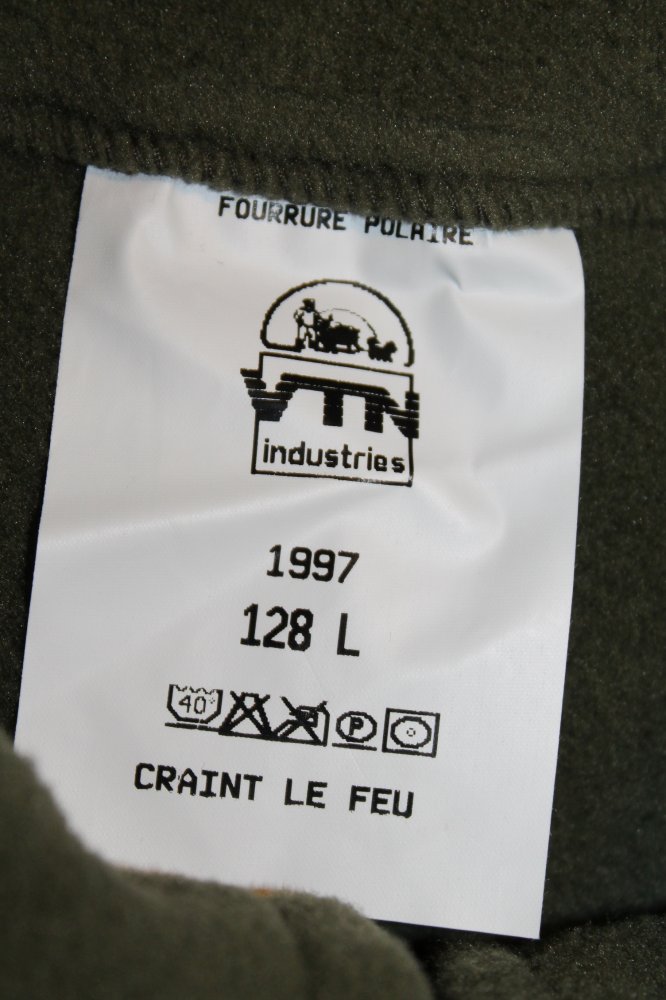 FOURRURE POLAIRE
VTN
industries
1997
128 L
40°
P
CRAINT LE FEU